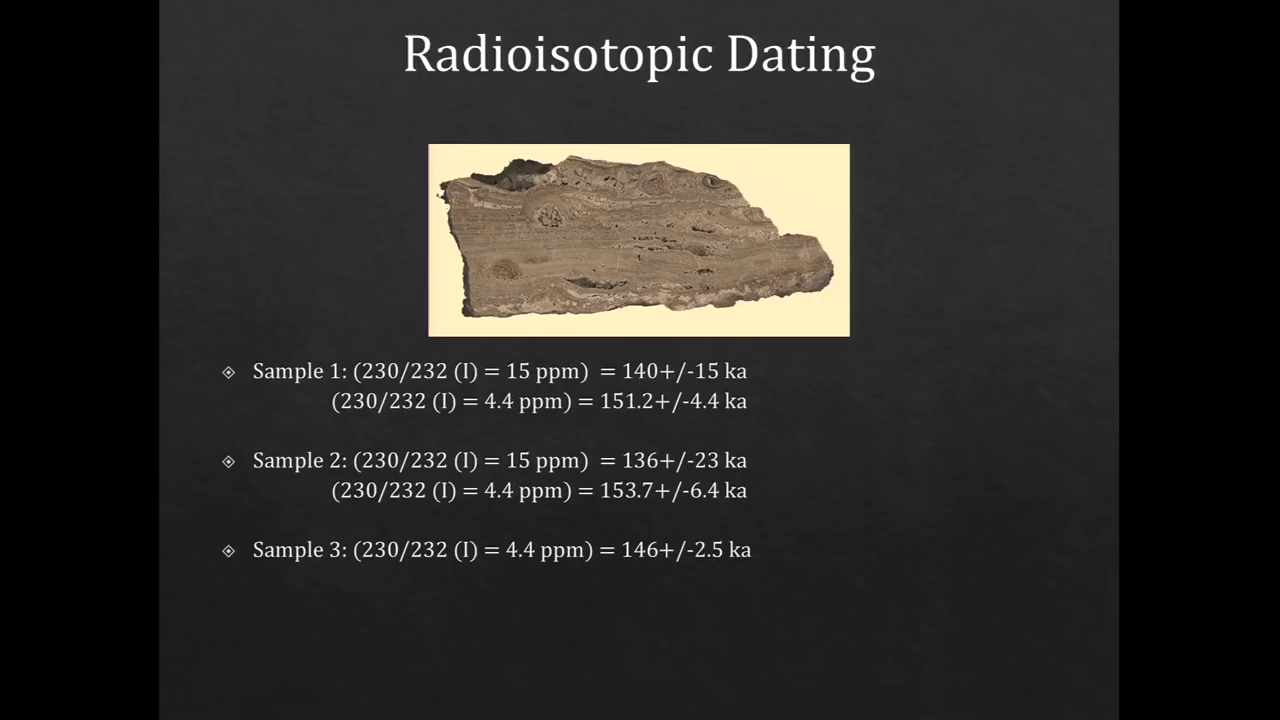 Radioisotopic Dating
Sample 1: (230/232 (I) = 15 ppm) = 140+/-15 ka
(230/232 (I) = 4.4 ppm) = 151.2+/-4.4 ka
Sample 2: (230/232 (I) = 15 ppm) = 136+/-23 ka
(230/232 (I) = 4.4 ppm) = 153.7+/-6.4 ka
Sample 3: (230/232 (I) = 4.4 ppm) = 146+/-2.5 ka